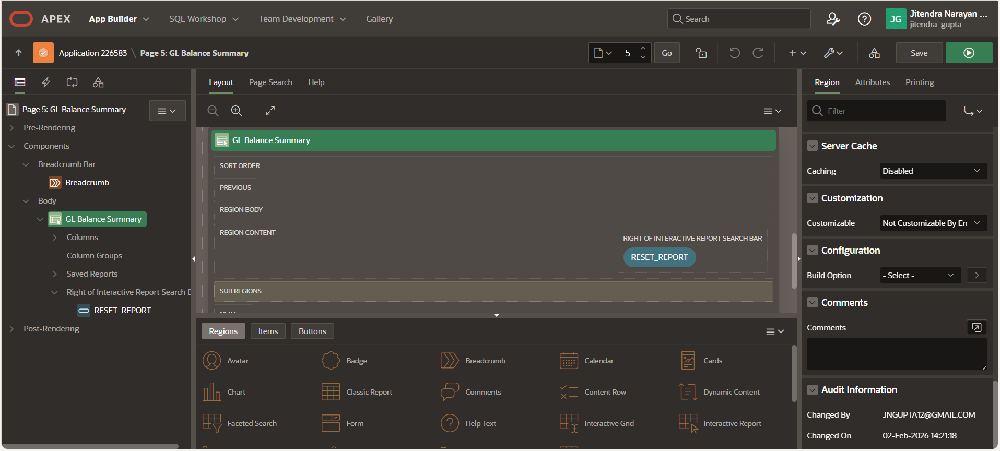 APEX
App Builder
SQL Workshop
Team Development
Gallery
Search
JG
Jitendra Narayan ...
jitendra_gupta
Application 226583 \ Page 5: GL Balance Summary
5
Go
Save
Layout
Page Search
Help
Region
Attributes
Printing
Page 5: GL Balance Summary
Pre-Rendering
Components
Breadcrumb Bar
Breadcrumb
Body
GL Balance Summary
Columns
Column Groups
Saved Reports
Right of Interactive Report Search B
RESET_REPORT
Post-Rendering
GL Balance Summary
SORT ORDER
PREVIOUS
REGION BODY
REGION CONTENT
RIGHT OF INTERACTIVE REPORT SEARCH BAR
RESET_REPORT
SUB REGIONS
NEXT
Regions
Items
Buttons
Avatar
Badge
Breadcrumb
Calendar
Cards
Chart
Classic Report
Comments
Content Row
Dynamic Content
Faceted Search
Form
Help Text
Interactive Grid
Interactive Report
Filter
Server Cache
Caching
Disabled
Customization
Customizable
Not Customizable By En
Configuration
Build Option
- Select -
Comments
Comments
Audit Information
Changed By
JNGUPTA12@GMAIL.COM
Changed On
02-Feb-2026 14:21:18